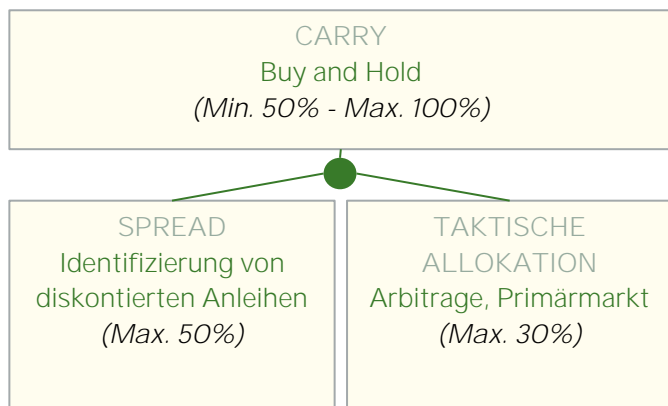 CARRY
Buy and Hold
(Min. 50% - Max. 100%)
SPREAD
Identifizierung von
diskontierten Anleihen
(Max. 50%)
TAKTISCHE
ALLOKATION
Arbitrage, Primärmarkt
(Max. 30%)